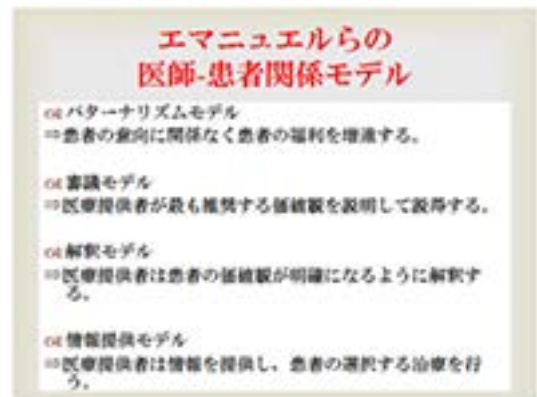 エマニュエルらの
医師-患者関係モデル
パターナリズムモデル
⇒患者の意向に関係なく患者の福利を増進する。
審議モデル
⇒医療提供者が最も推奨する価値観を説明して説得する。
解釈モデル
⇒医療提供者は患者の価値観が明確になるように解釈す
る。
情報提供モデル
⇒医療提供者は情報を提供し、患者の選択する治療を行
う。